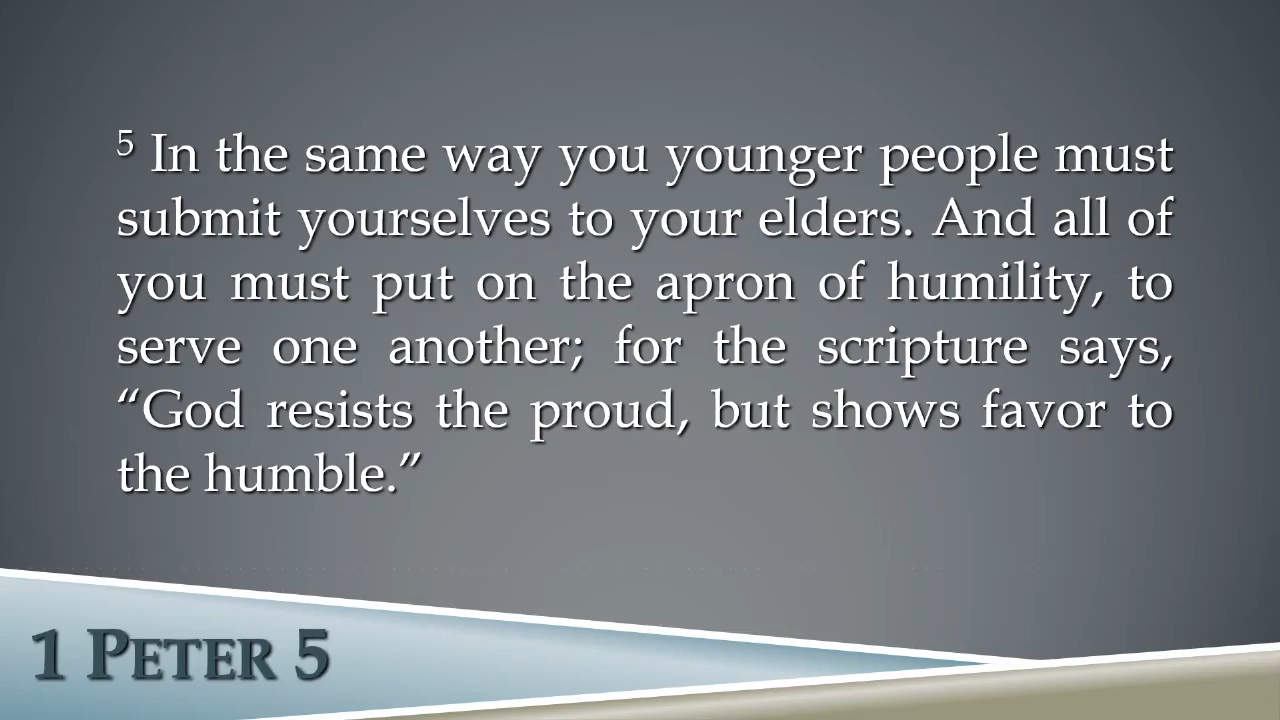 5 In the same way you younger people must
submit yourselves to your elders. And all of
you must put on the apron of humility, to
serve one another; for the scripture says,
“God resists the proud, but shows favor to
the humble.”
1 PETER 5